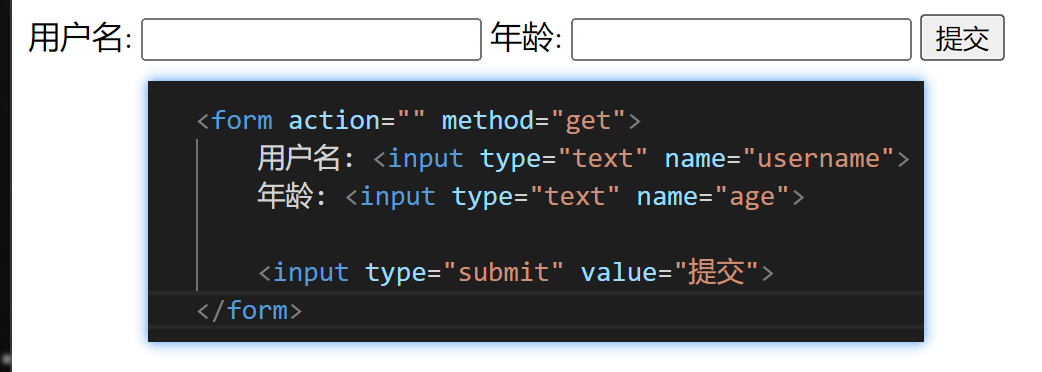 用户名: 年龄: 提交
<form action="" method="get">
用户名: <input type="text" name="username">
年龄: <input type="text" name="age">
<input type="submit" value="提交">
</form>